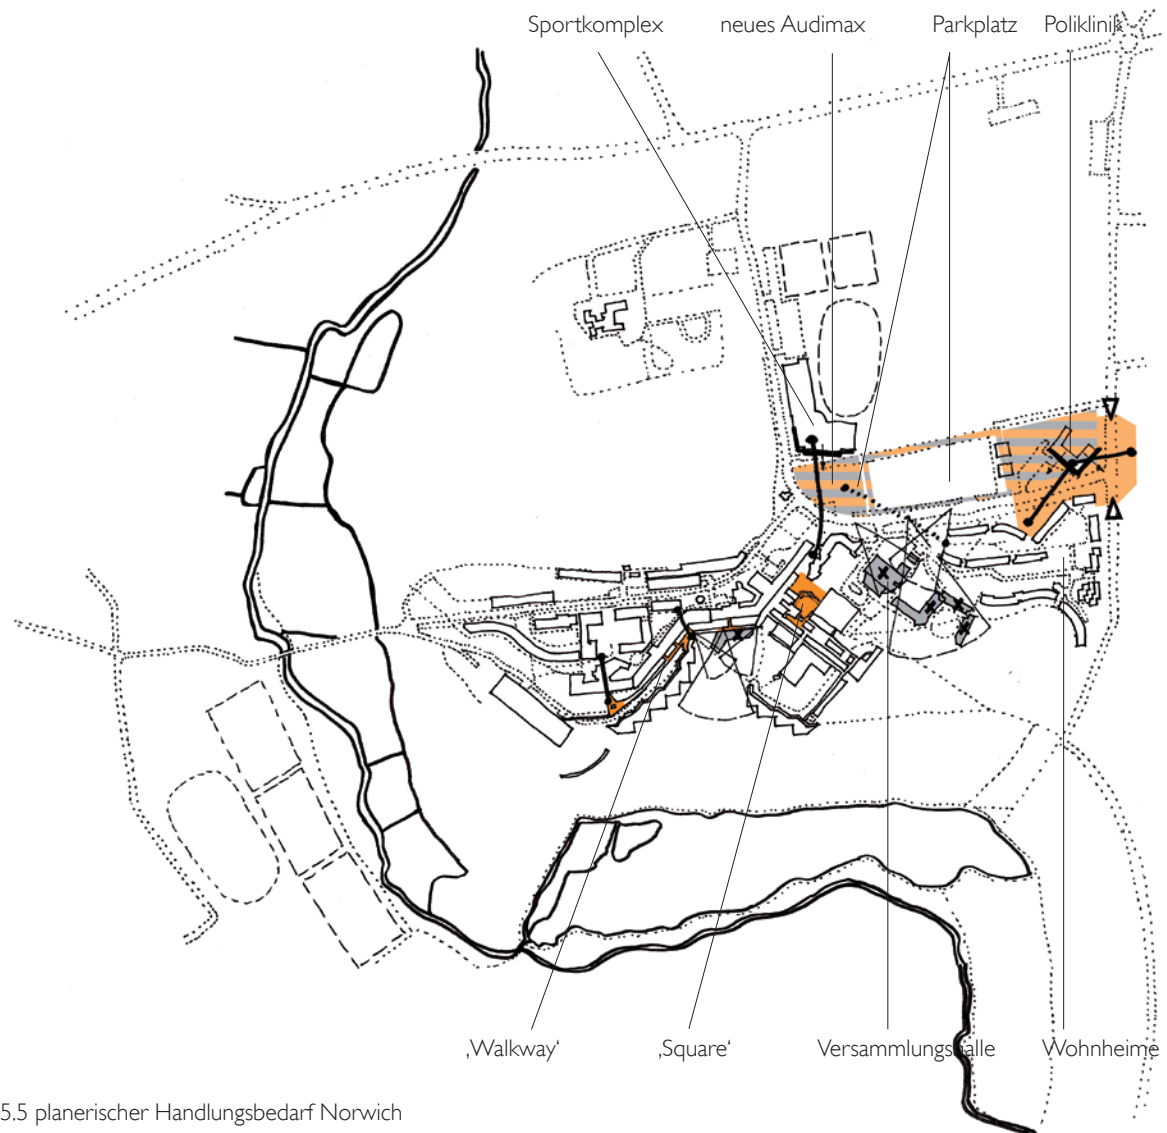 Sportkomplex neues Audimax Parkplatz Poliklinik
‚Walkway‘ ‚Square‘ Versammlungshalle Wohnheime
5.5 planerischer Handlungsbedarf Norwich